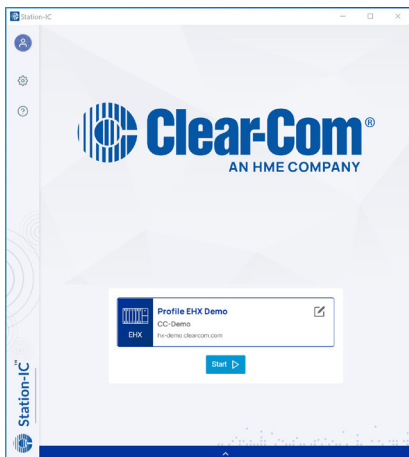 Station-IC
Clear-Com®
AN HME COMPANY
Profile EHX Demo
CC-Demo
EHX
hx-demo.clearcom.com
Start
Station-IC™